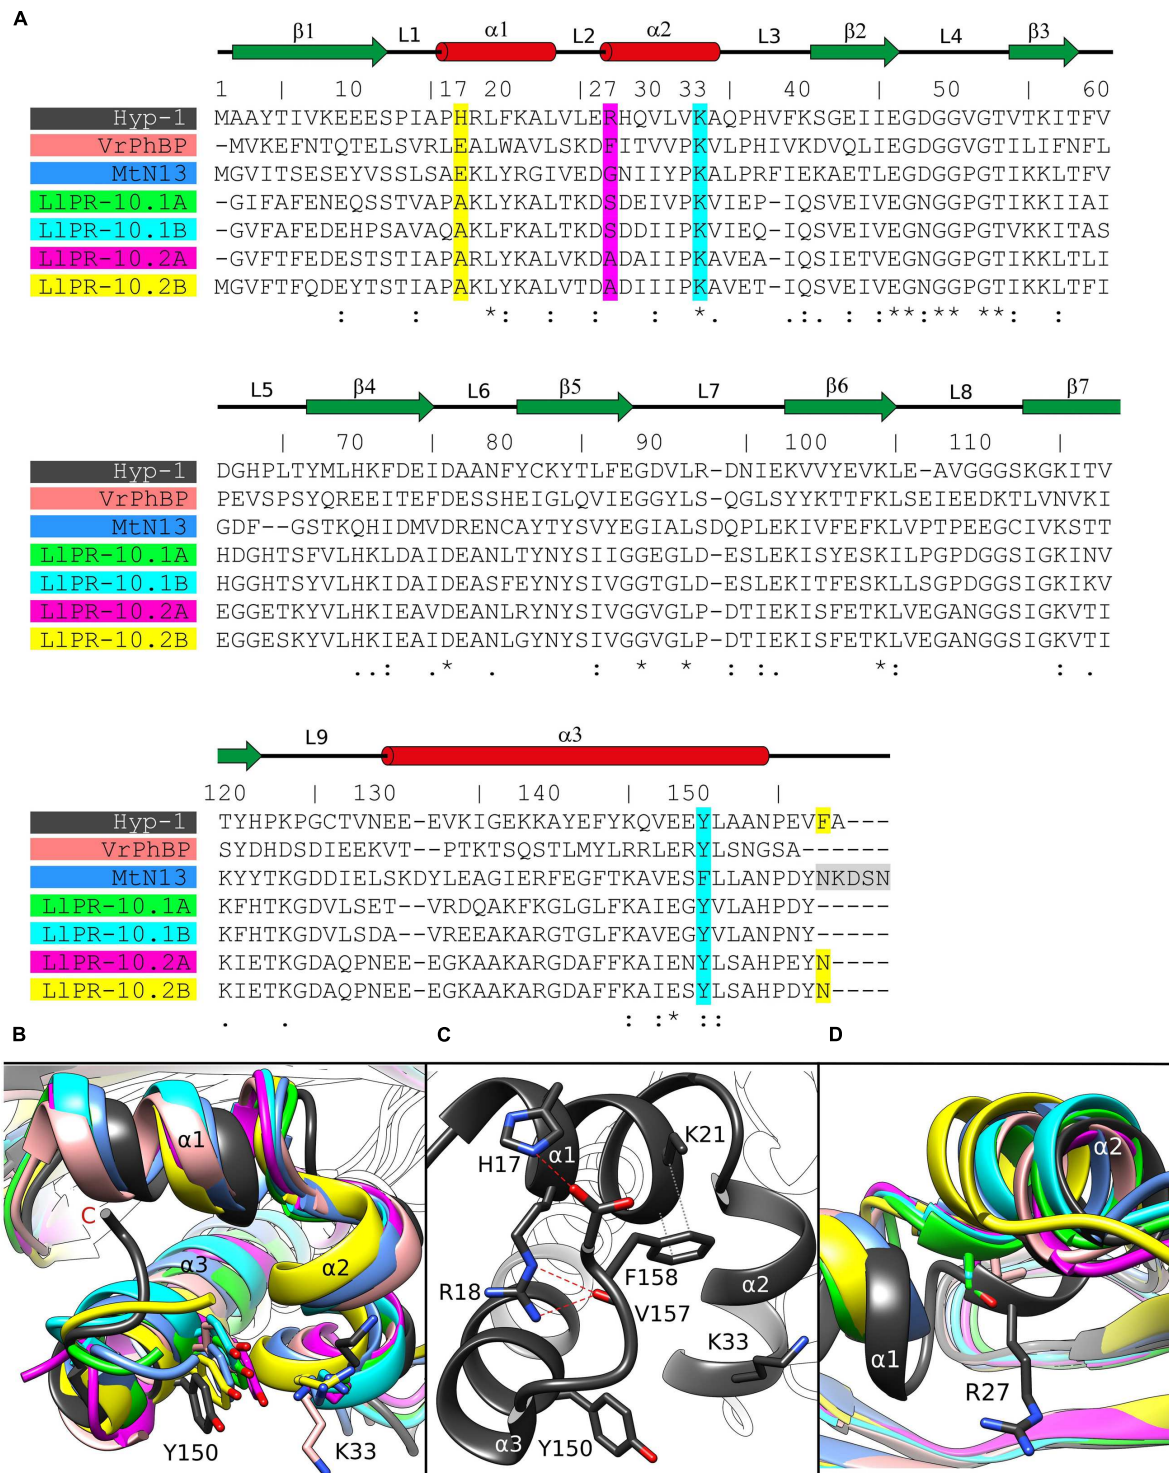 A
β1 L1 α1 L2 α2 L3 β2 L4 β3
1 | 10 |17 20 |27 30 33 | 40 | 50 | 60
Hyp-1 MAAYTIVKEEESPIAPHRLFKALVLERHQVLVKAQPHVFKSGEIIEGDGGVGTVTKITFV
VrPhBP -MVKEFNTQTELSVRLEALWAVLSKDFITVVPKVLPHIVKDVQLIEGDGGVGTILIFNFL
MtN13 MGVITSESEYVSSLSAEKLYRGIVEDGNIIYPKALPRFIEKAETLEGDGGPGTIKKLTFV
LlPR-10.1A -GIFAFENEQSSTVAPAKLYKALTKDSDEIVPKVIEP-IQSVEIVEGNGGPGTIKKIIAI
LlPR-10.1B -GVFAFEDEHPSAVAQAKLFKALTKDSDDIIPKVIEQ-IQSVEIVEGNGGPGTVKKITAS
LlPR-10.2A -GVFTFEDESTSTIAPARLYKALVKDADAIIPKAVEA-IQSIETVEGNGGPGTIKKLTLI
LlPR-10.2B MGVFTFQDEYTSTIAPAKLYKALVTDADIIIPKAVET-IQSVEIVEGNGGPGTIKKLTFI
: : *: : : : *. .:. : :**:**:**: :
L5 β4 L6 β5 L7 β6 L8 β7
| 70 | 80 | 90 | 100 | 110 |
Hyp-1 DGHPLTYMLHKFDEIDAANFYCKYTLFEGDVLR-DNIEKVVYEVKLE-AVGGGSKGKITV
VrPhBP PEVSPSYQREEITEFDESSHEIGLQVIEGGYLS-QGLSYYKTTFKLSEIEEDKTLVNVKI
MtN13 GDF--GSTKQHIDMVDRENCAYTYSVYEGIALSDQPLEKIVFEFKLVPTPEEGCIVKSTT
LlPR-10.1A HDGHTSFVLHKLDAIDEANLTYNYSIIGGEGLD-ESLEKISYESKILPGPDGGSIGKINV
LlPR-10.1B HGGHTSYVLHKIDAIDEASFEYNYSIVGGTGLD-ESLEKITFESKLLSGPDGGSIGKIKV
LlPR-10.2A EGGETKYVLHKIEAVDEANLRYNYSIVGGVGLP-DTIEKISFETKLVEGANGGSIGKVTI
LlPR-10.2B EGGESKYVLHKIEAIDEANLGYNYSIVGGVGLP-DTIEKISFETKLVEGANGGSIGKVTI
..: .* . : * * : :. *: : .
L9 α3
120 | 130 | 140 | 150 |
Hyp-1 TYHPKPGCTVNEE-EVKIGEKKAYEFYKQVEEYLAANPEVFA----
VrPhBP SYDHDSDIEEKVT--PTKTSQSTLMYLRRLERYLSNGSA------
MtN13 KYYTKGDDIELSKDYLEAGIERFEGFTKAVESFLLANPDYNKDSN
LlPR-10.1A KFHTKGDVLSET--VRDQAKFKGLGLFKAIEGYVLAHPDY-----
LlPR-10.1B KFHTKGDVLSDA--VREEAKARGTGLFKAVEGYVLANPNY-----
LlPR-10.2A KIETKGDAQPNEE-EGKAAKARGDAFFKAIENYLSAHPEYN----
LlPR-10.2B KIETKGDAQPNEE-EGKAAKARGDAFFKAIESYLSAHPDYN----
. . : :* ::
B C D
α1 C α3 α2 Y150 K33
H17 α1 K21 R18 F158 V157 α2 K33 α3 Y150
α2 α1 R27